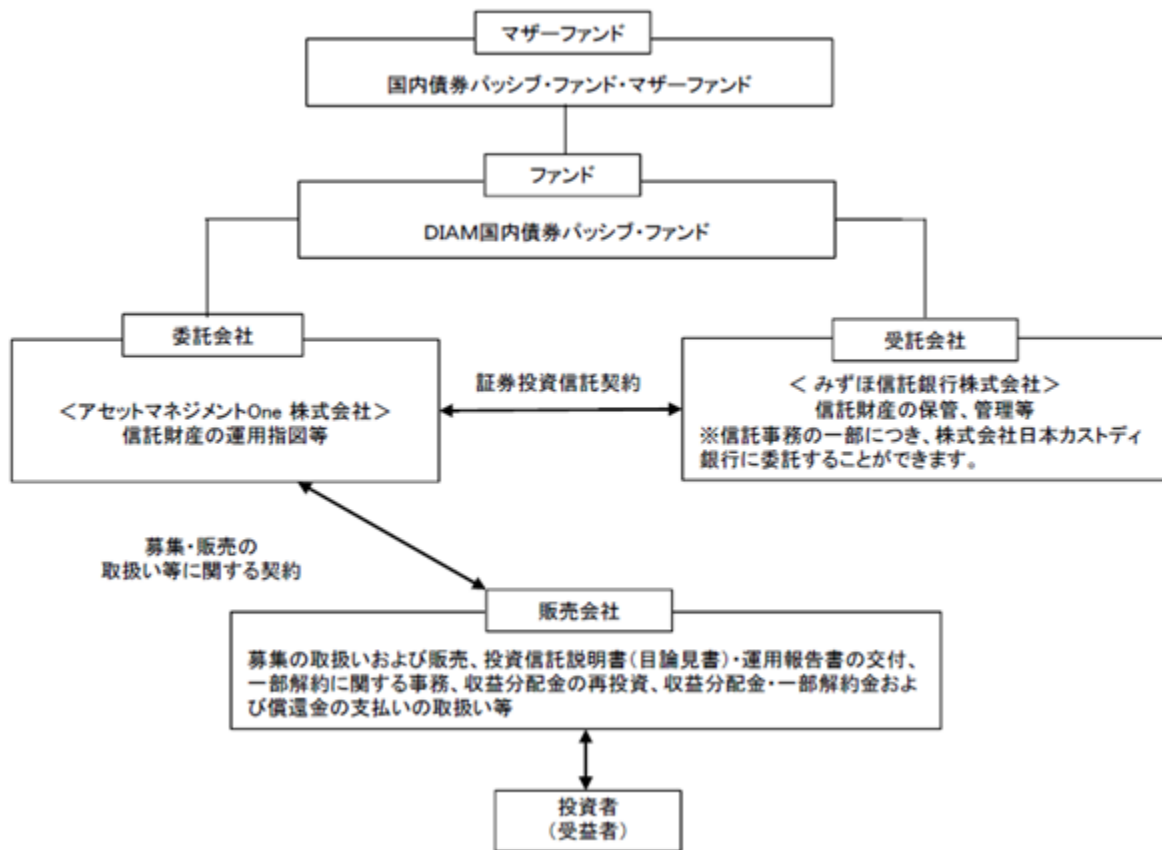 マザーファンド
国内債券パッシブ・ファンド・マザーファンド
ファンド
DIAM国内債券パッシブ・ファンド
委託会社
<アセットマネジメントOne 株式会社>
信託財産の運用指図等
証券投資信託契約
受託会社
< みずほ信託銀行株式会社>
信託財産の保管、管理等
※信託事務の一部につき、株式会社日本カストディ
銀行に委託することができます。
募集・販売の
取扱い等に関する契約
販売会社
募集の取扱いおよび販売、投資信託説明書(目論見書)・運用報告書の交付、
一部解約に関する事務、収益分配金の再投資、収益分配金・一部解約金およ
び償還金の支払いの取扱い等
投資者
(受益者)